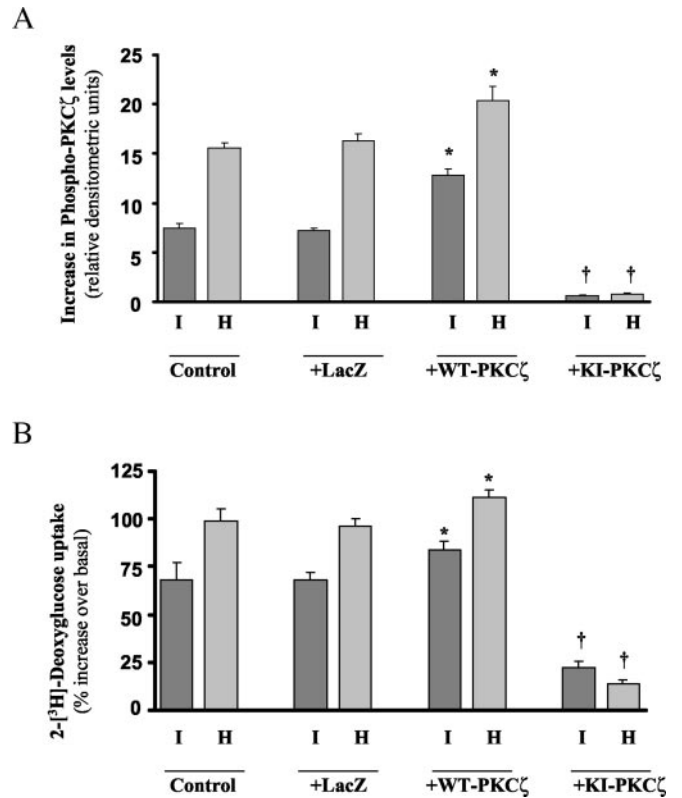 A
Increase in Phospho-PKCζ levels
(relative densitometric units)
25
20
15
10
5
0
*
*
†
†
I H I H I H I H
Control +LacZ +WT-PKCζ +KI-PKCζ
B
2-[³H]-Deoxyglucose uptake
(% increase over basal)
125
100
75
50
25
0
*
*
†
†
I H I H I H I H
Control +LacZ +WT-PKCζ +KI-PKCζ